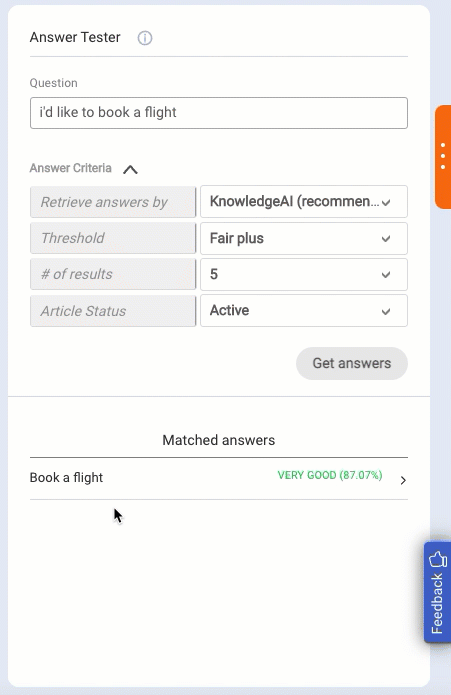 Answer Tester
Question
i'd like to book a flight
Answer Criteria
Retrieve answers by
KnowledgeAI (recommen...
Threshold
Fair plus
# of results
5
Article Status
Active
Get answers
Matched answers
Book a flight
VERY GOOD (87.07%)
Feedback